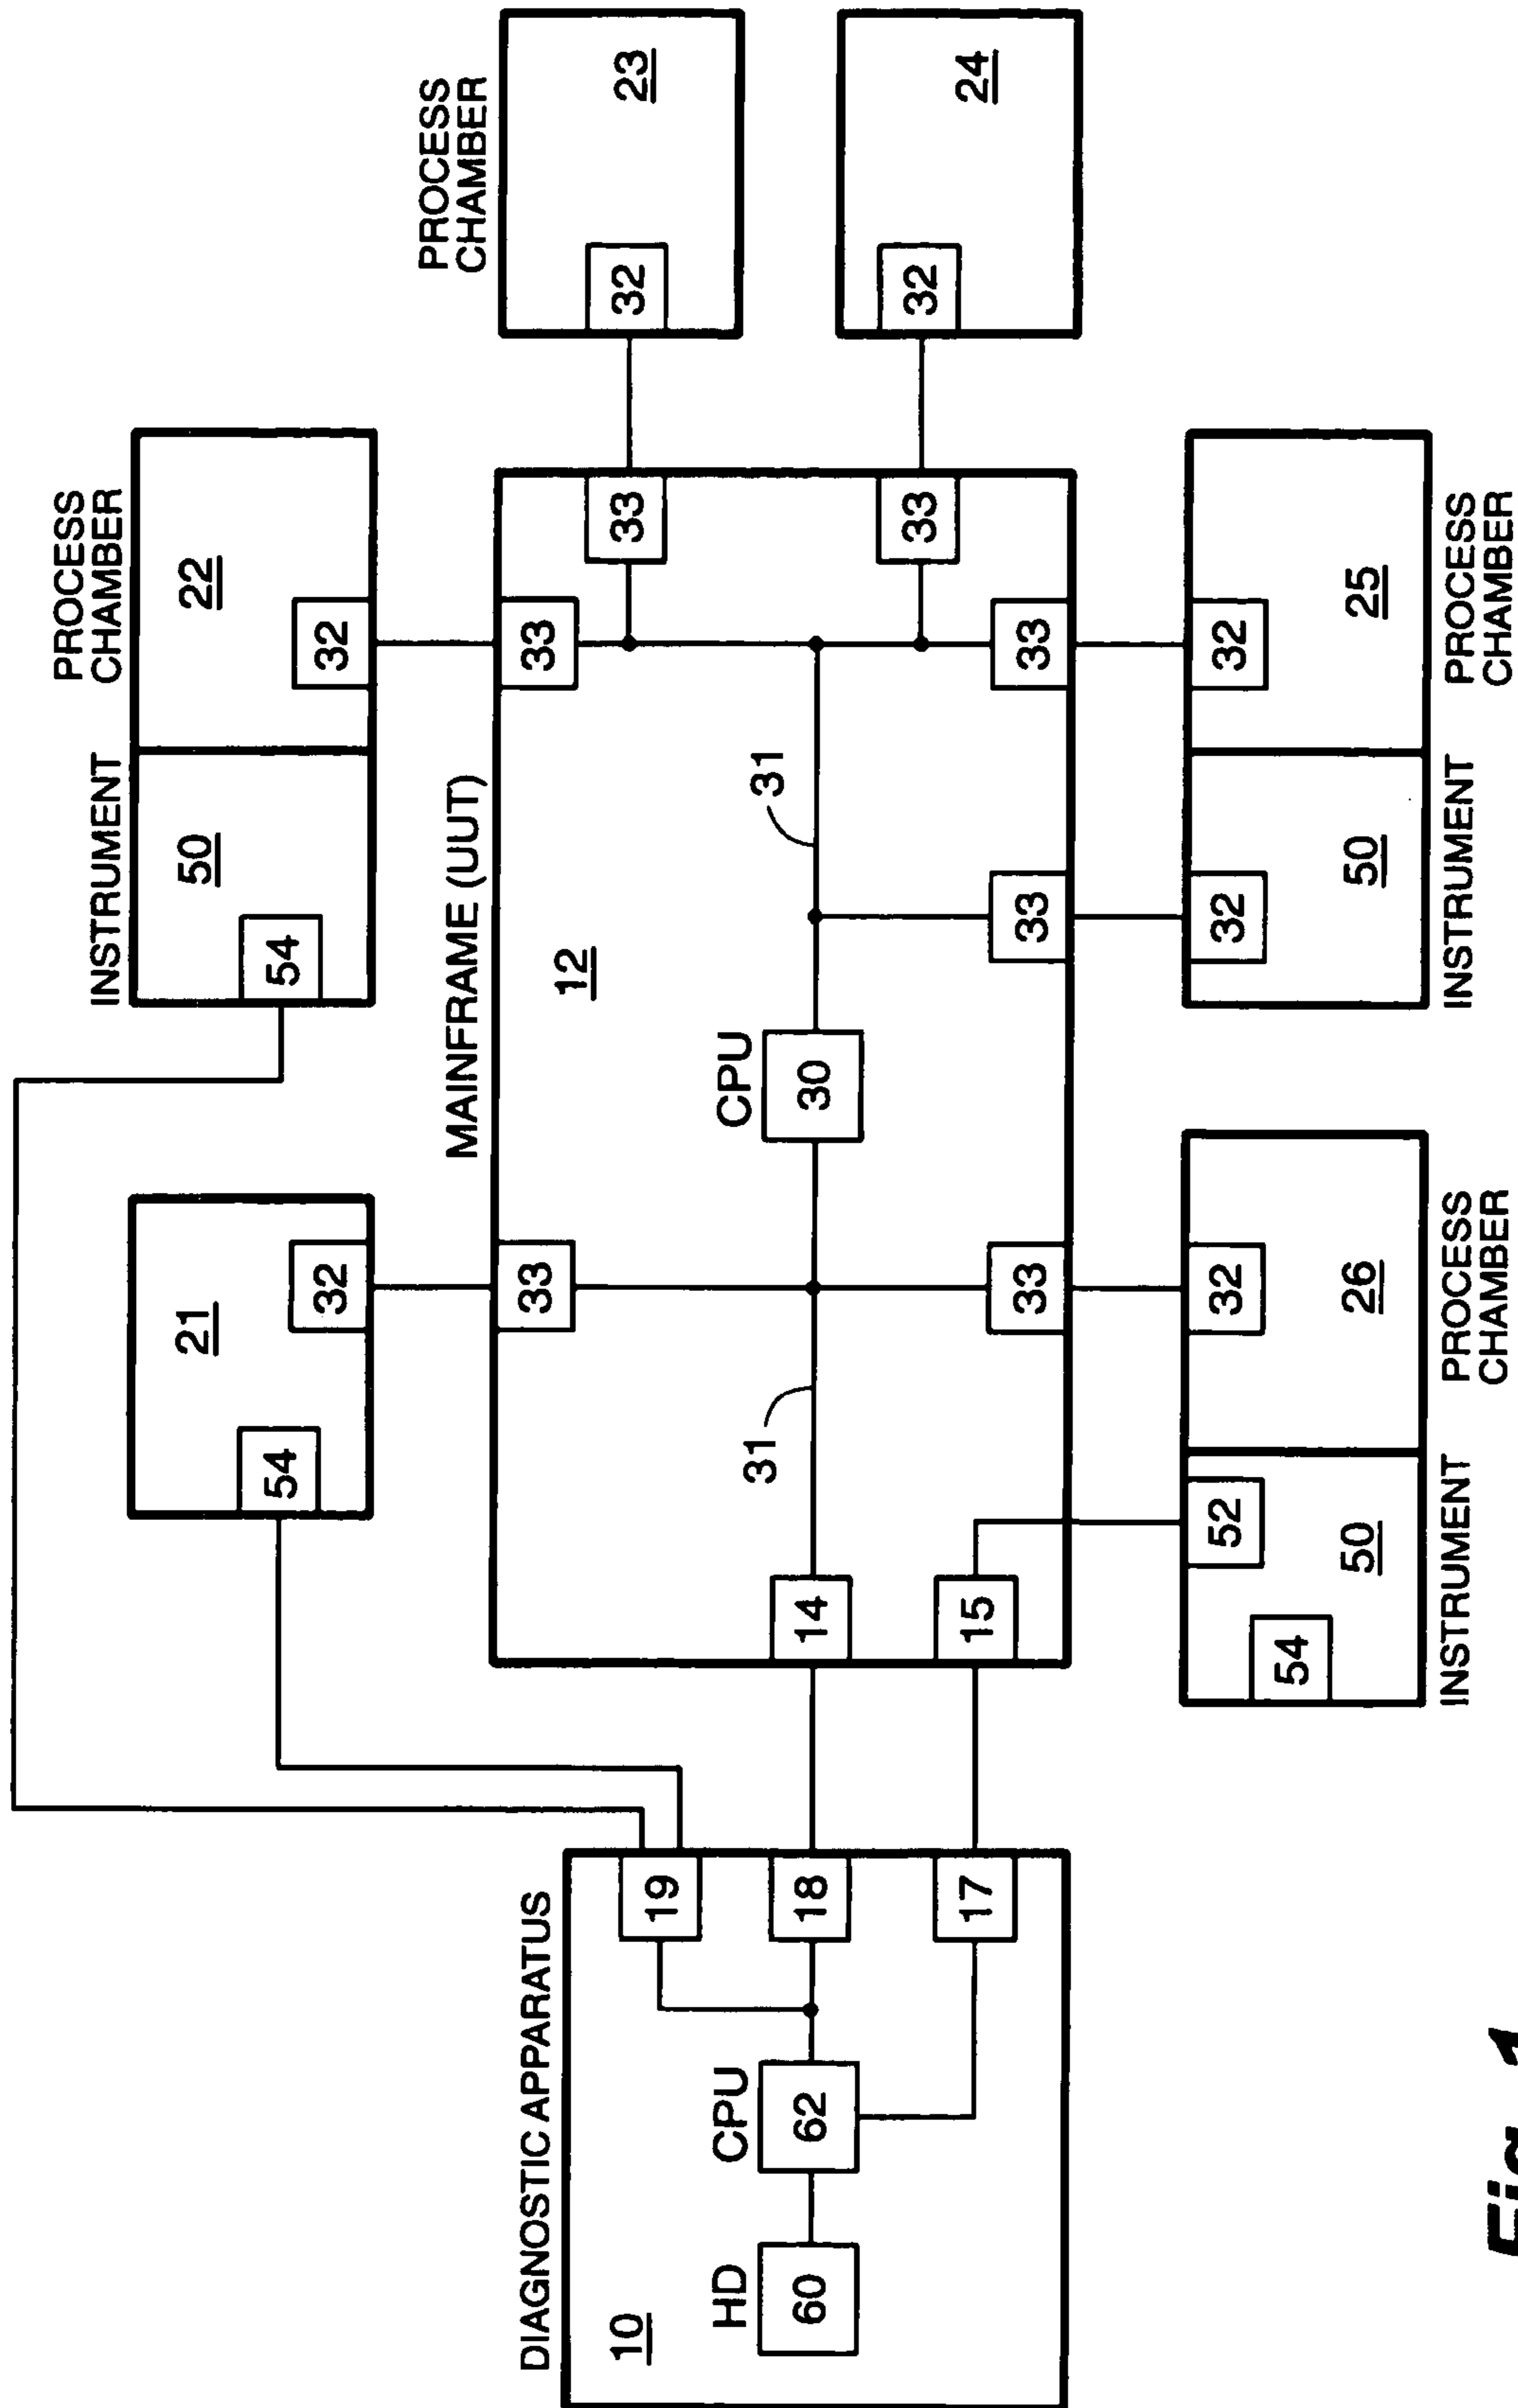 PROCESS
CHAMBER
INSTRUMENT
22
50
32
54
21
32
54
PROCESS
CHAMBER
23
32
24
32
MAINFRAME (UUT)
12
33
33
33
33
33
33
33
CPU
30
31
31
14
15
DIAGNOSTIC APPARATUS
10
HD
60
CPU
62
19
18
17
32
25
32
50
INSTRUMENT
PROCESS
CHAMBER
52
54
50
32
26
INSTRUMENT
PROCESS
CHAMBER
Fig. 1